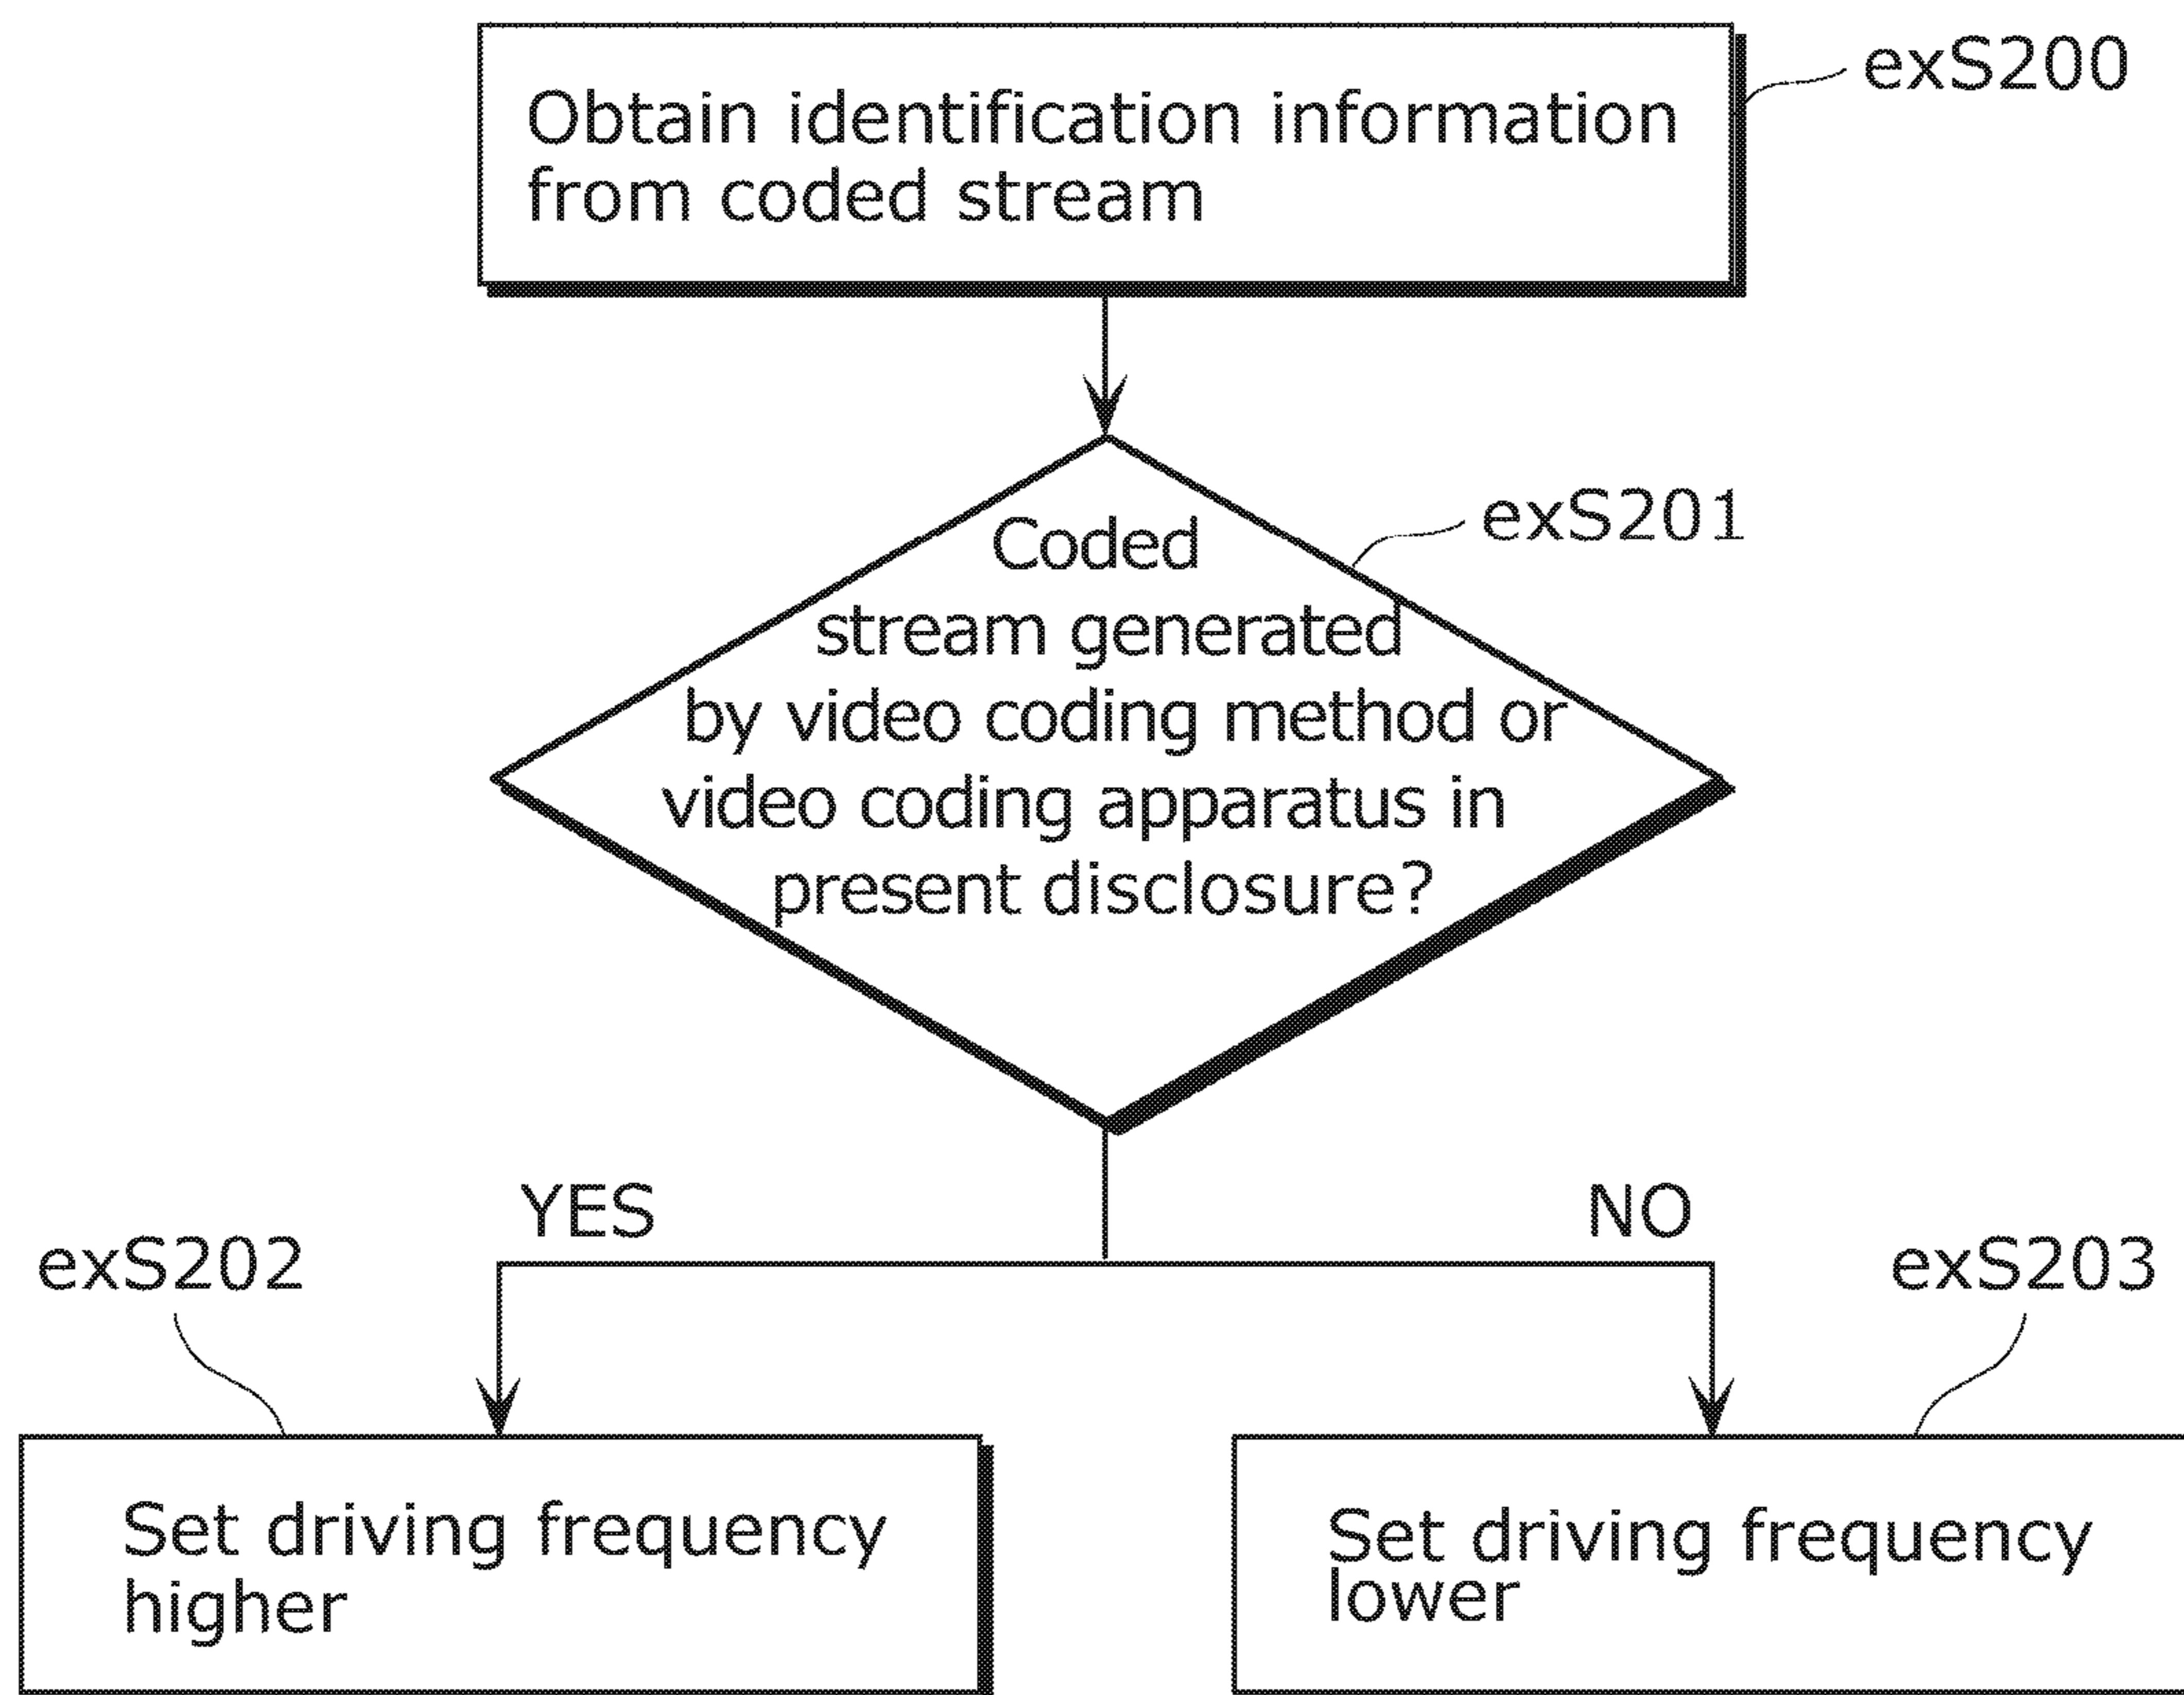 exS200
Obtain identification information
from coded stream
exS201
Coded
stream generated
by video coding method or
video coding apparatus in
present disclosure?
YES
NO
exS202
exS203
Set driving frequency
higher
Set driving frequency
lower